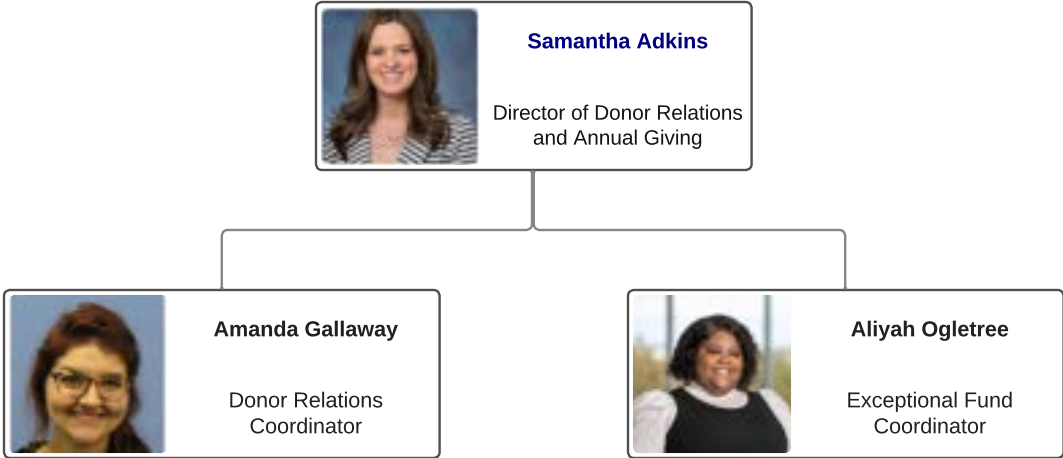 Samantha Adkins
Director of Donor Relations
and Annual Giving
Amanda Gallaway
Donor Relations
Coordinator
Aliyah Ogletree
Exceptional Fund
Coordinator